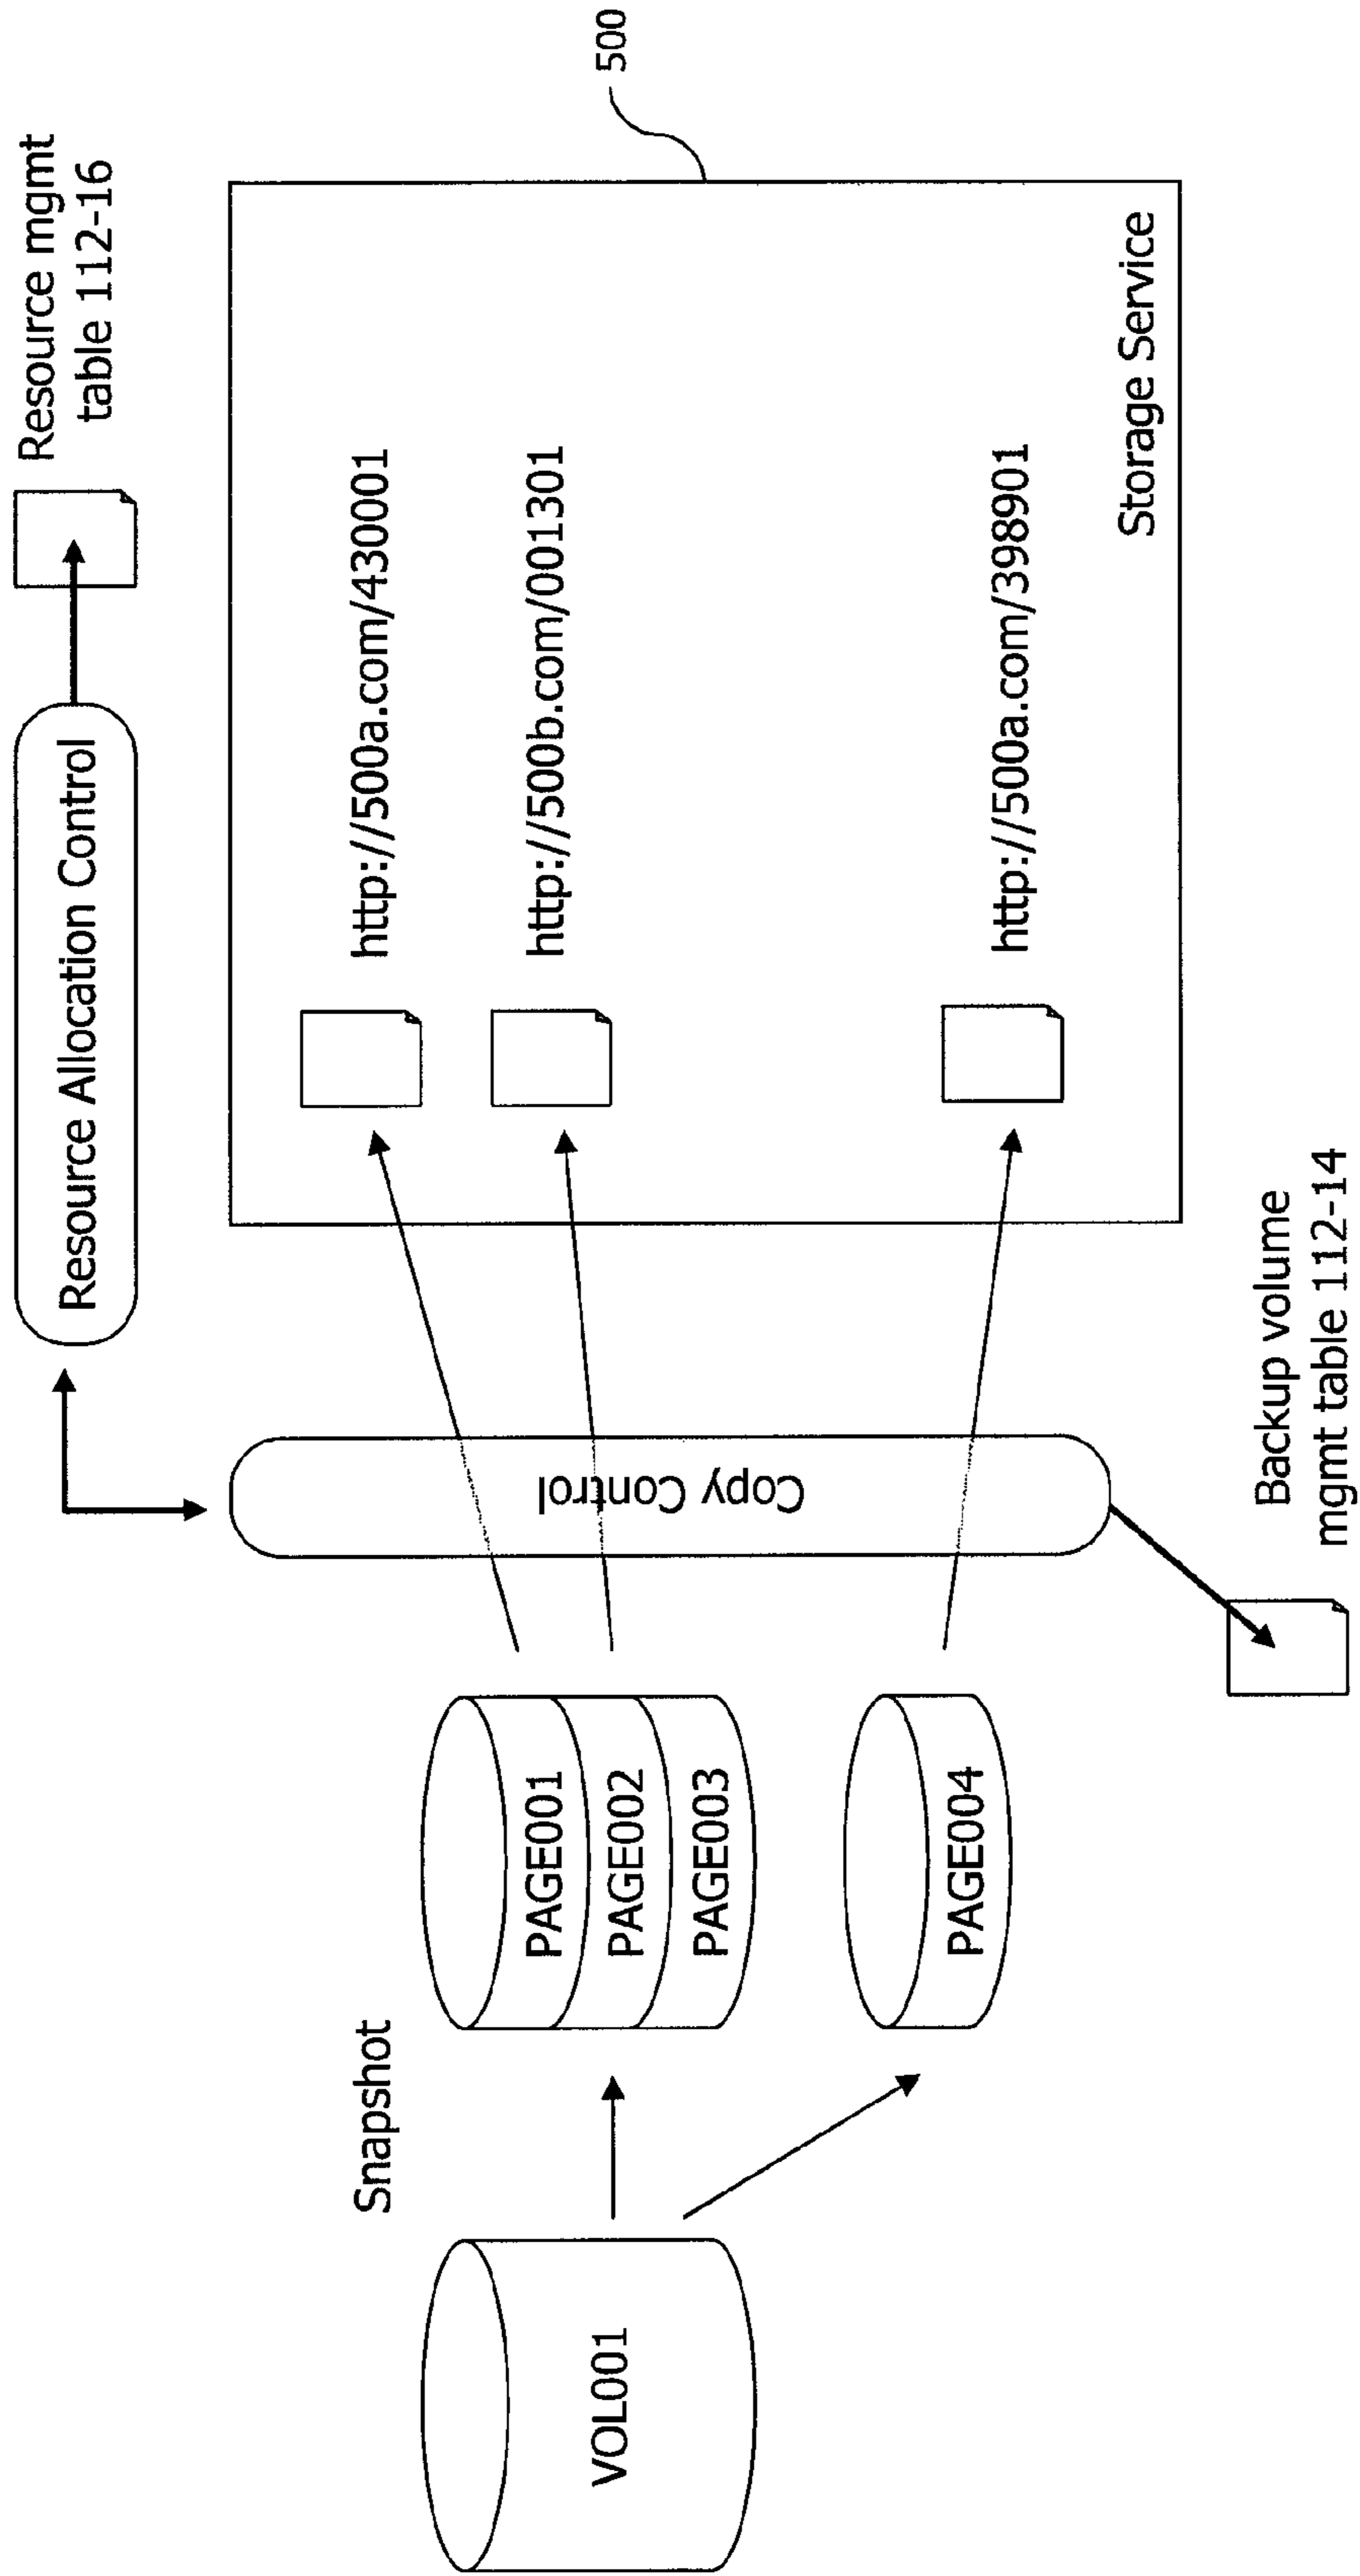 Resource Allocation Control
Resource mgmt
table 112-16
500
Snapshot
VOL001
PAGE001
PAGE002
PAGE003
PAGE004
Copy Control
http://500a.com/430001
http://500b.com/001301
http://500a.com/398901
Storage Service
Backup volume
mgmt table 112-14